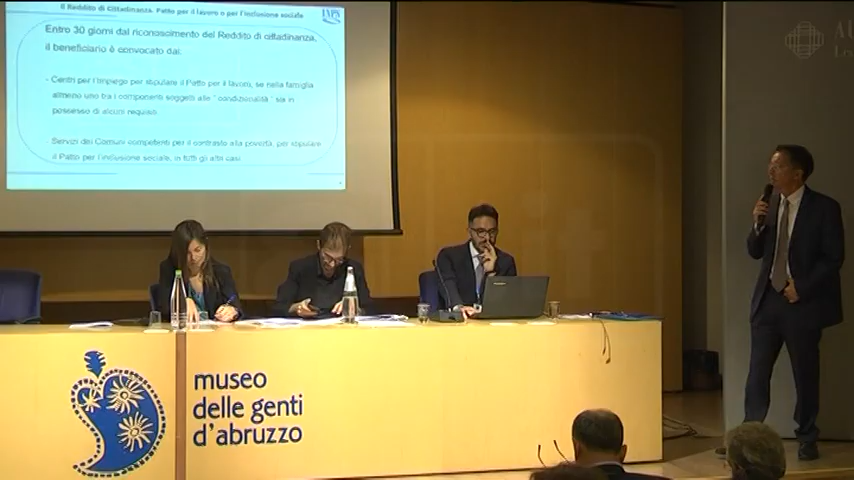 Il Reddito di Cittadinanza. Patto per il lavoro o per l'inclusione sociale
INPS
Entro 30 giorni dal riconoscimento del Reddito di cittadinanza,
il beneficiario è convocato dai:
- Centri per l'Impiego per stipulare il Patto per il lavoro, se nella famiglia
almeno uno tra i componenti soggetti alle "condizionalità" sia in
possesso di alcuni requisiti
- Servizi dei Comuni competenti per il contrasto alla povertà, per stipulare
il Patto per l'inclusione sociale, in tutti gli altri casi
museo
delle genti
d'abruzzo